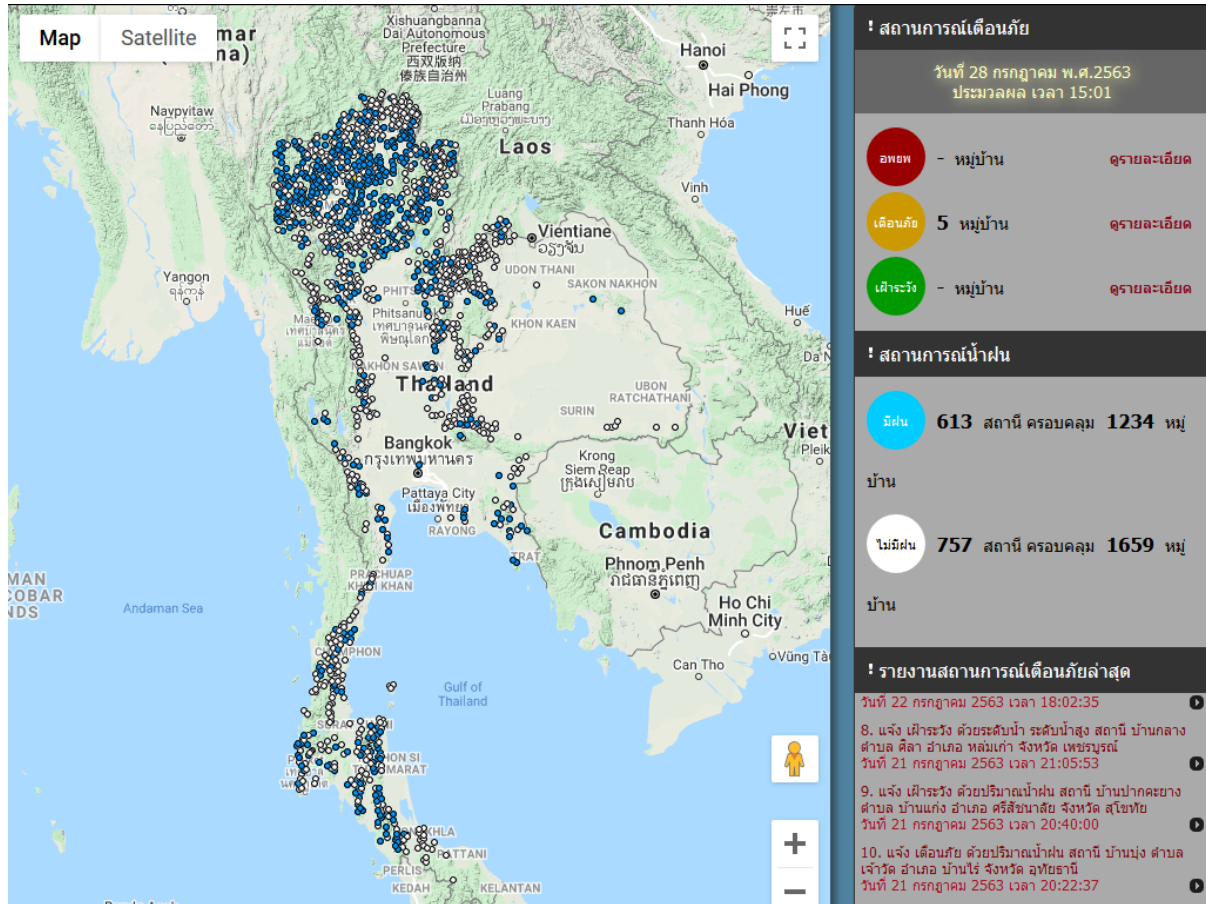 Map
Satellite
Xishuangbanna
Dai Autonomous
Prefecture
西双版纳
傣族自治州
Hanoi
Hai Phong
Naypyitaw
နေပြည်တော်
Luang
Prabang
Laos
Thanh Hóa
Vinh
Vientiane
ວຽງຈັນ
UDON THANI
SAKON NAKHON
Yangon
ရန်ကုန်
KHON KAEN
Huế
Thailand
UBON
RATCHATHANI
SURIN
Bangkok
กรุงเทพมหานคร
Krong
Siem Reap
ក្រុងសៀមរាប
Pattaya City
เมืองพัทยา
RAYONG
Cambodia
TRAT
Phnom Penh
រាជធានីភ្នំពេញ
Ho Chi
Minh City
Andaman Sea
Can Tho
Vũng Tàu
Gulf of
Thailand
PERLIS
KEDAH
KELANTAN
! สถานการณ์เตือนภัย
วันที่ 28 กรกฎาคม พ.ศ.2563
ประมวลผล เวลา 15:01
อพยพ - หมู่บ้าน ดูรายละเอียด
เตือนภัย 5 หมู่บ้าน ดูรายละเอียด
เฝ้าระวัง - หมู่บ้าน ดูรายละเอียด
! สถานการณ์น้ำฝน
มีฝน 613 สถานี ครอบคลุม 1234 หมู่
บ้าน
ไม่มีฝน 757 สถานี ครอบคลุม 1659 หมู่
บ้าน
! รายงานสถานการณ์เตือนภัยล่าสุด
วันที่ 22 กรกฎาคม 2563 เวลา 18:02:35
8. แจ้ง เฝ้าระวัง ด้วยระดับน้ำ ระดับน้ำสูง สถานี บ้านกลาง
ตำบล ศิลา อำเภอ หล่มเก่า จังหวัด เพชรบูรณ์
วันที่ 21 กรกฎาคม 2563 เวลา 21:05:53
9. แจ้ง เฝ้าระวัง ด้วยปริมาณน้ำฝน สถานี บ้านปากคะยาง
ตำบล บ้านแก่ง อำเภอ ศรีสัชนาลัย จังหวัด สุโขทัย
วันที่ 21 กรกฎาคม 2563 เวลา 20:40:00
10. แจ้ง เตือนภัย ด้วยปริมาณน้ำฝน สถานี บ้านบุ่ง ตำบล
เจ้าวัด อำเภอ บ้านไร่ จังหวัด อุทัยธานี
วันที่ 21 กรกฎาคม 2563 เวลา 20:22:37